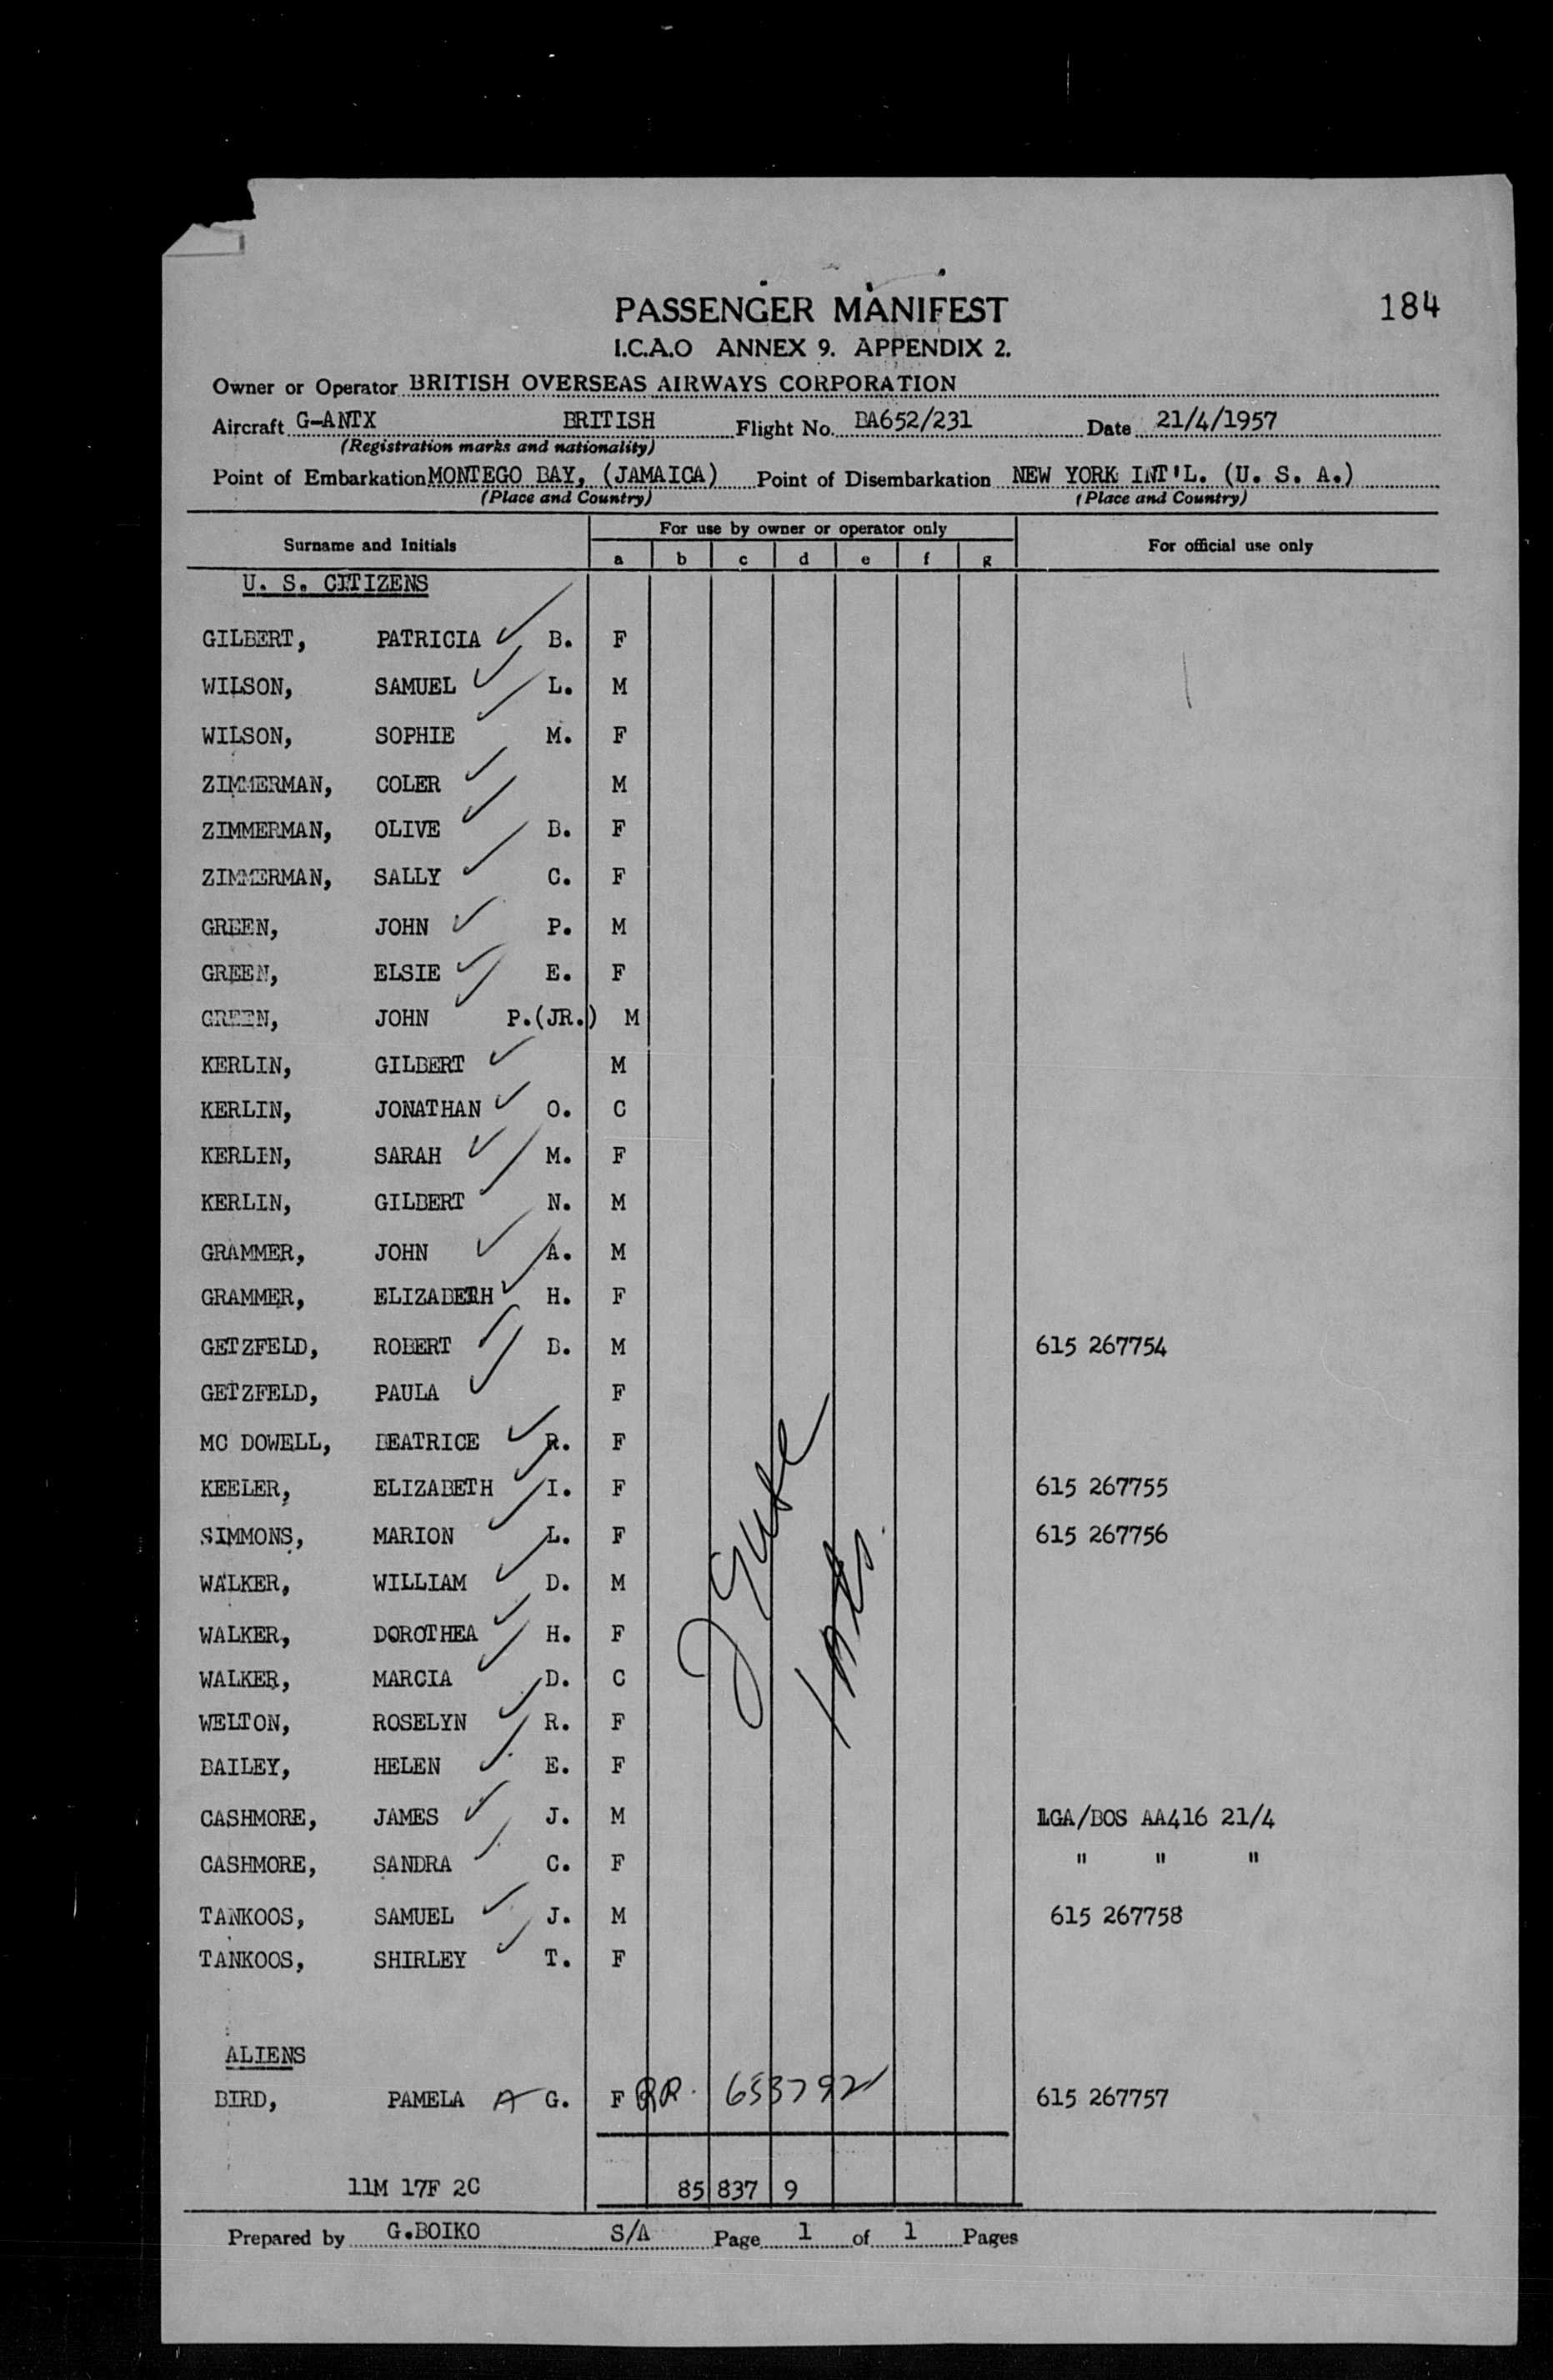 PASSENGER MANIFEST 184
I.C.A.O ANNEX 9. APPENDIX 2.
Owner or Operator BRITISH OVERSEAS AIRWAYS CORPORATION
Aircraft G-ANTX BRITISH Flight No. BA652/231 Date 21/4/1957
(Registration marks and nationality)
Point of Embarkation MONTEGO BAY, (JAMAICA) Point of Disembarkation NEW YORK INT'L. (U. S. A.)
(Place and Country) (Place and Country)
Surname and Initials For use by owner or operator only For official use only
a b c d e f g
U. S. CITIZENS
GILBERT, PATRICIA B. F
WILSON, SAMUEL L. M
WILSON, SOPHIE M. F
ZIMMERMAN, COLER M
ZIMMERMAN, OLIVE B. F
ZIMMERMAN, SALLY C. F
GREEN, JOHN P. M
GREEN, ELSIE E. F
GREEN, JOHN P.(JR.) M
KERLIN, GILBERT M
KERLIN, JONATHAN O. C
KERLIN, SARAH M. F
KERLIN, GILBERT N. M
GRAMMER, JOHN A. M
GRAMMER, ELIZABETH H. F
GETZFELD, ROBERT B. M 615 267754
GETZFELD, PAULA F
MC DOWELL, BEATRICE R. F
KEELER, ELIZABETH I. F 615 267755
SIMMONS, MARION L. F 615 267756
WALKER, WILLIAM D. M
WALKER, DOROTHEA H. F
WALKER, MARCIA D. C
WELTON, ROSELYN R. F
BAILEY, HELEN E. F
CASHMORE, JAMES J. M LGA/BOS AA416 21/4
CASHMORE, SANDRA C. F " " "
TANKOOS, SAMUEL J. M 615 267758
TANKOOS, SHIRLEY T. F
ALIENS
BIRD, PAMELA A G. F 615 267757
11M 17F 2C 85 837 9
Prepared by G.BOIKO S/A Page 1 of 1 Pages